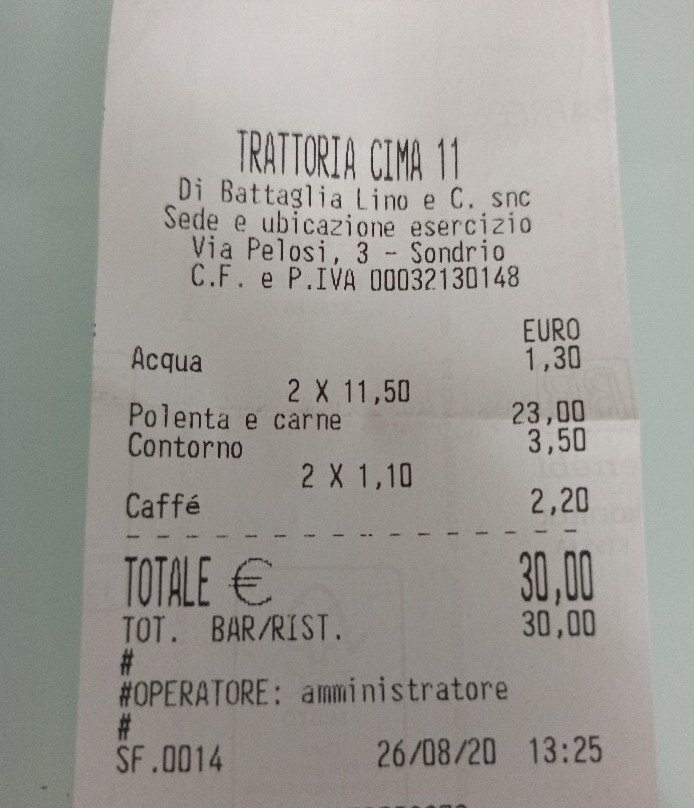 TRATTORIA CIMA 11
Di Battaglia Lino e C. snc
Sede e ubicazione esercizio
Via Pelosi, 3 - Sondrio
C.F. e P.IVA 00032130148
EURO
Acqua 1,30
2 X 11,50
Polenta e carne 23,00
Contorno 3,50
2 X 1,10
Caffé 2,20
TOTALE € 30,00
TOT. BAR/RIST. 30,00
#
#OPERATORE: amministratore
#
SF.0014 26/08/20 13:25